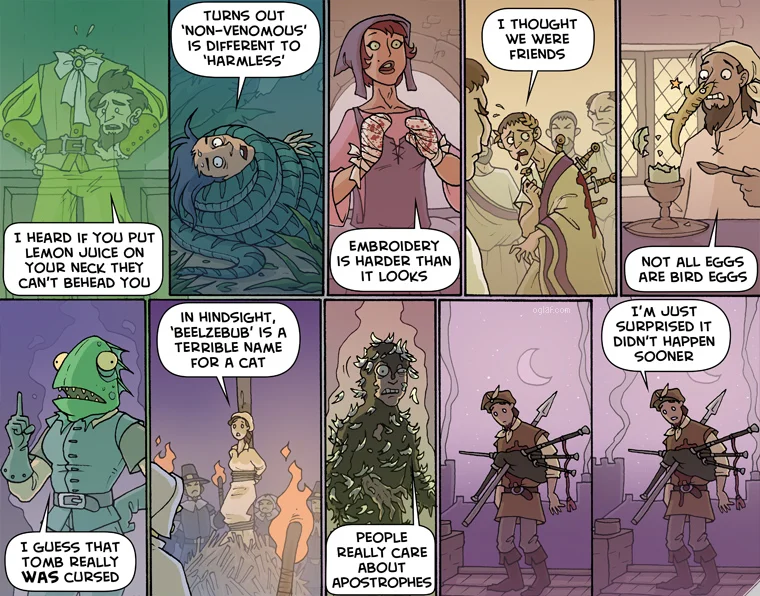 I HEARD IF YOU PUT
LEMON JUICE ON
YOUR NECK THEY
CAN'T BEHEAD YOU
TURNS OUT
'NON-VENOMOUS'
IS DIFFERENT TO
'HARMLESS'
EMBROIDERY
IS HARDER THAN
IT LOOKS
I THOUGHT
WE WERE
FRIENDS
NOT ALL EGGS
ARE BIRD EGGS
I GUESS THAT
TOMB REALLY
WAS CURSED
IN HINDSIGHT,
'BEELZEBUB' IS A
TERRIBLE NAME
FOR A CAT
PEOPLE
REALLY CARE
ABOUT
APOSTROPHES
oglaf.com
I'M JUST
SURPRISED IT
DIDN'T HAPPEN
SOONER